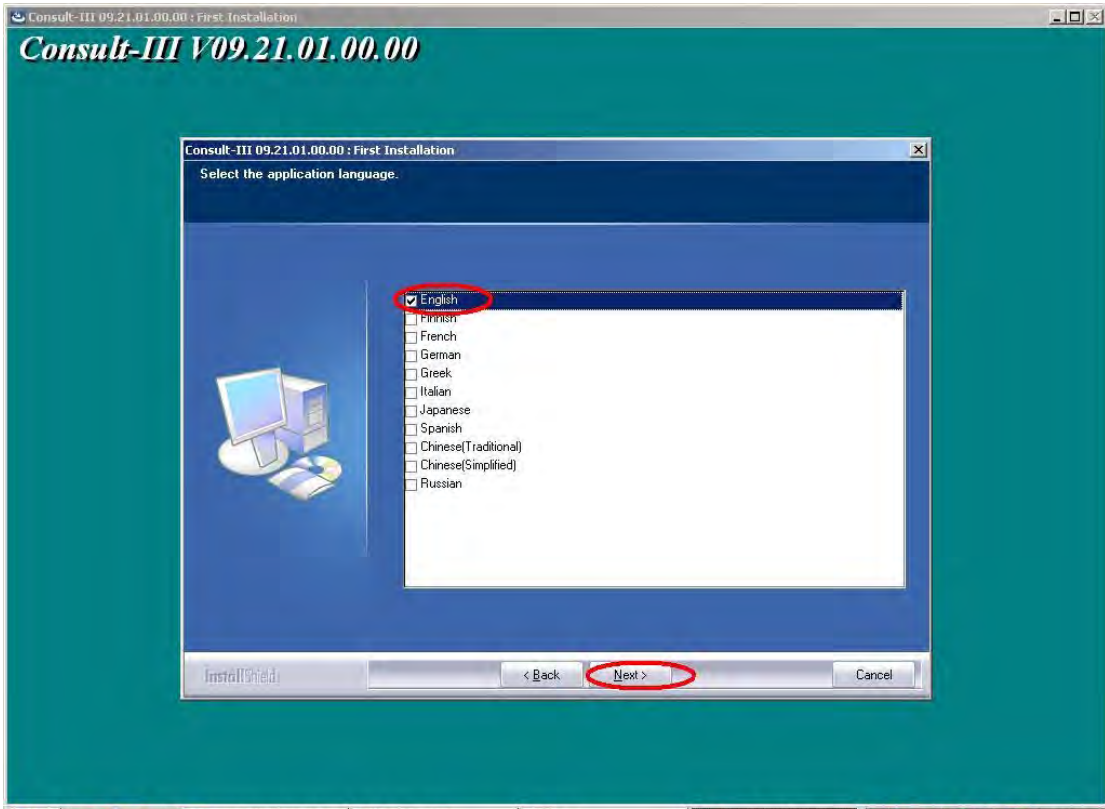 Consult-III 09.21.01.00.00 : First Installation
Consult-III V09.21.01.00.00
Consult-III 09.21.01.00.00 : First Installation
Select the application language.
English
Finnish
French
German
Greek
Italian
Japanese
Spanish
Chinese(Traditional)
Chinese(Simplified)
Russian
InstallShield
< Back
Next >
Cancel